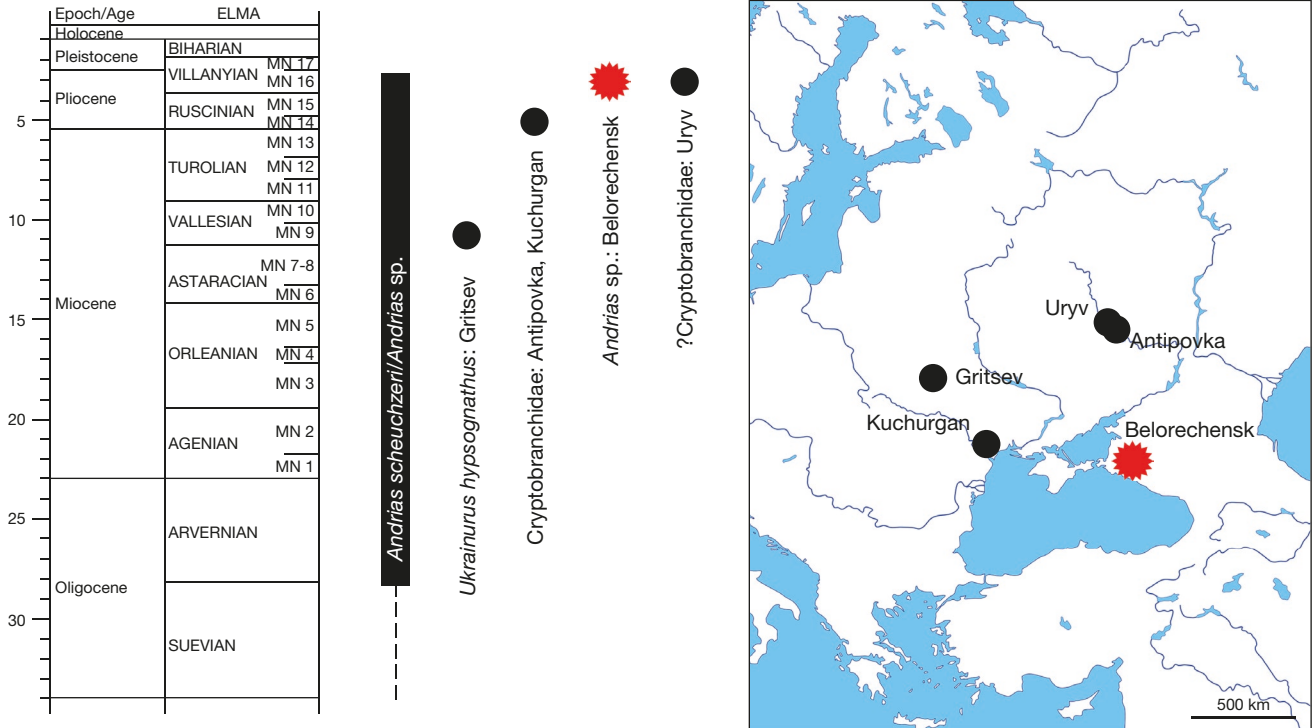 Epoch/Age
ELMA
Holocene
Pleistocene
BIHARIAN
MN 17
VILLANYIAN
MN 16
Pliocene
MN 15
RUSCINIAN
MN 14
5
MN 13
TUROLIAN
MN 12
MN 11
MN 10
10
VALLESIAN
MN 9
MN 7-8
ASTARACIAN
MN 6
Miocene
15
MN 5
ORLEANIAN
MN 4
MN 3
20
MN 2
AGENIAN
MN 1
25
ARVERNIAN
Oligocene
30
SUEVIAN
Andrias scheuchzeri/Andrias sp.
Ukrainurus hypsognathus: Gritsev
Cryptobranchidae: Antipovka, Kuchurgan
Andrias sp.: Belorechensk
?Cryptobranchidae: Uryv
Uryv
Antipovka
Gritsev
Kuchurgan
Belorechensk
500 km